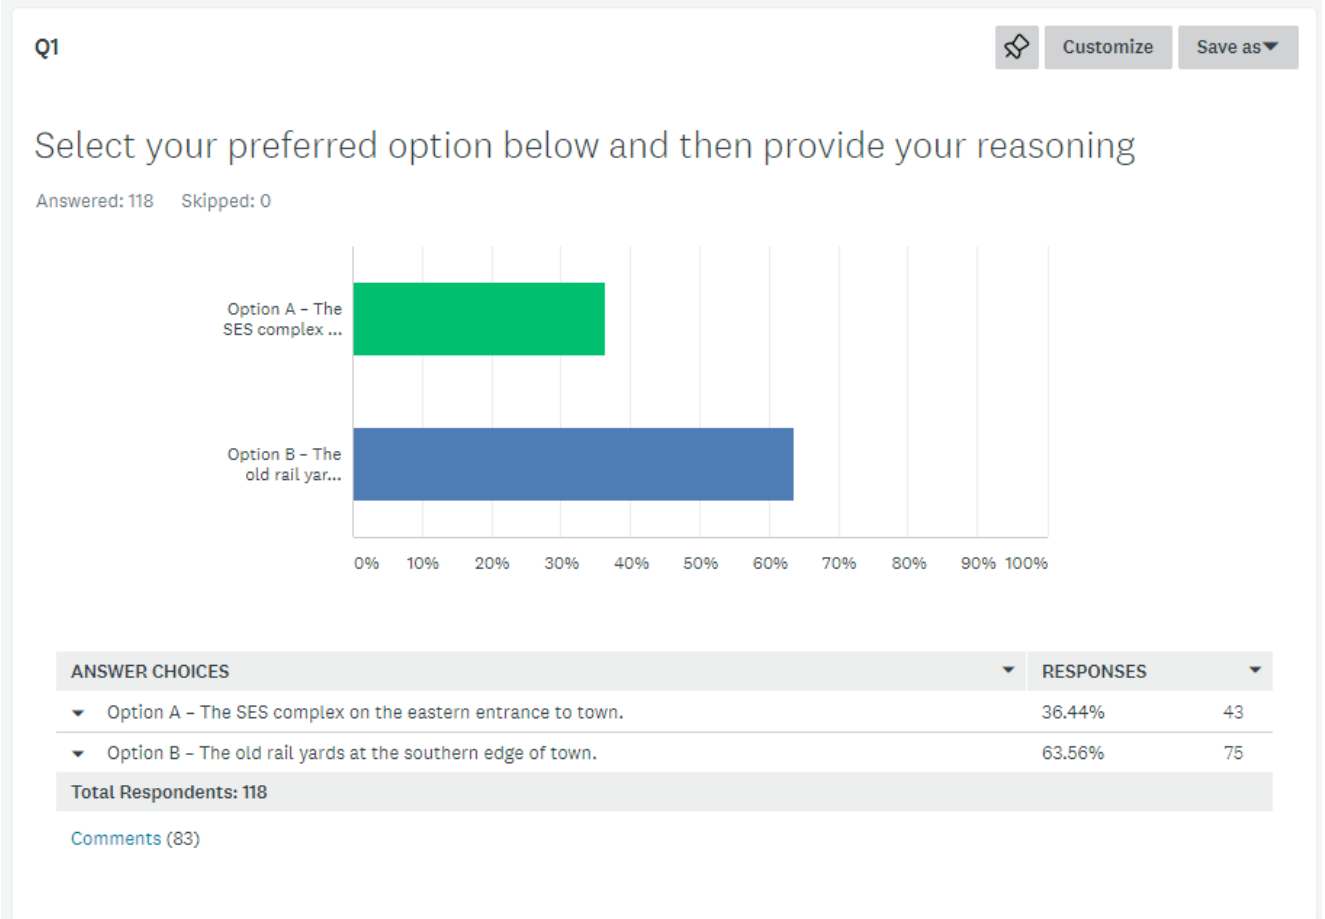 Q1
Customize
Save as
Select your preferred option below and then provide your reasoning
Answered: 118 Skipped: 0
Option A – The
SES complex ...
Option B – The
old rail yar...
0% 10% 20% 30% 40% 50% 60% 70% 80% 90% 100%
ANSWER CHOICES RESPONSES
Option A – The SES complex on the eastern entrance to town. 36.44% 43
Option B – The old rail yards at the southern edge of town. 63.56% 75
Total Respondents: 118
Comments (83)